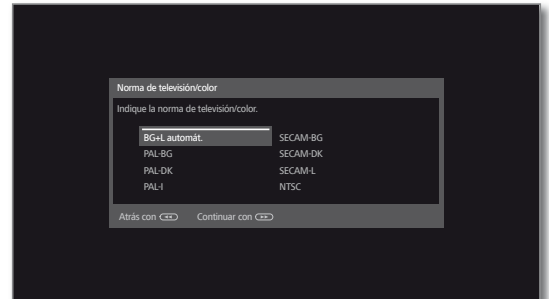 Norma de televisión/color
Indique la norma de televisión/color.
BG+L automát. SECAM-BG
PAL-BG SECAM-DK
PAL-DK SECAM-L
PAL-I NTSC
Atrás con Continuar con